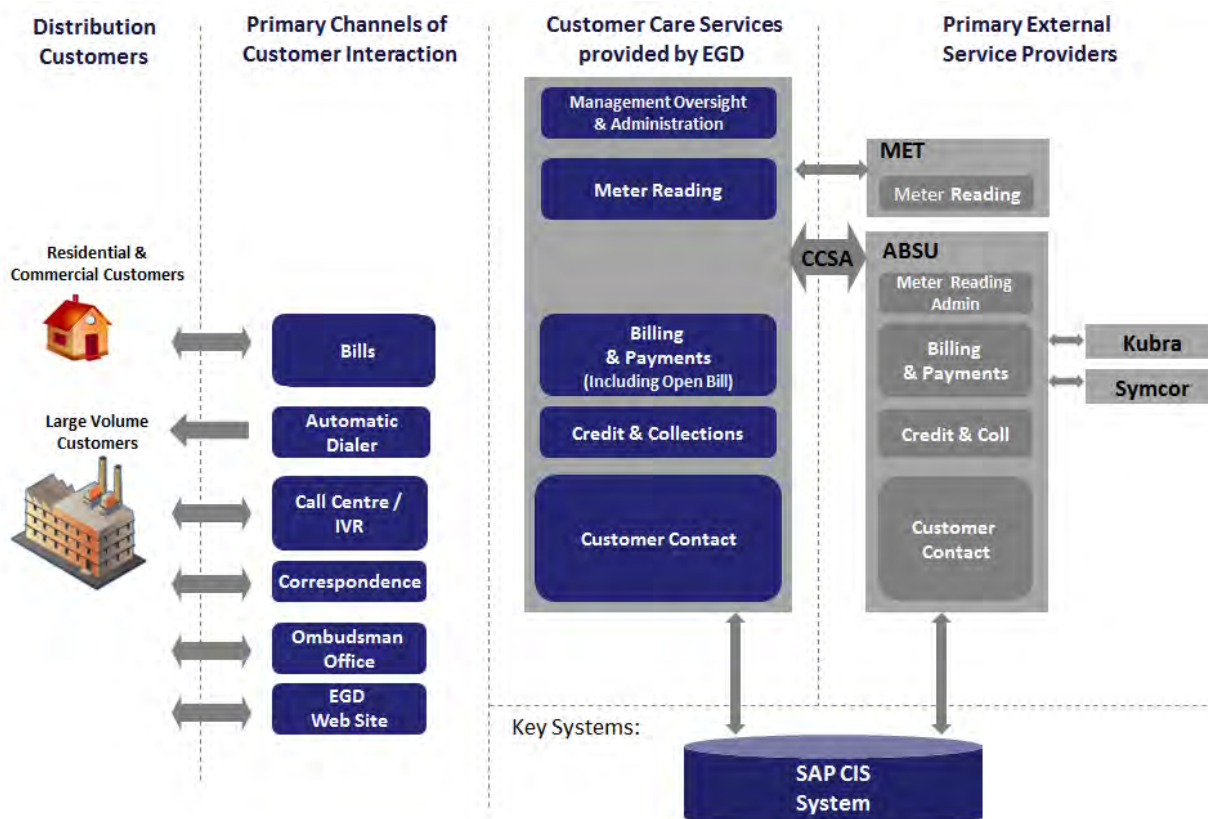 Distribution
Customers
Primary Channels of
Customer Interaction
Customer Care Services
provided by EGD
Primary External
Service Providers
Residential &
Commercial Customers
Large Volume
Customers
Bills
Automatic
Dialer
Call Centre /
IVR
Correspondence
Ombudsman
Office
EGD
Web Site
Management Oversight
& Administration
Meter Reading
Billing
& Payments
(Including Open Bill)
Credit & Collections
Customer Contact
CCSA
MET
Meter Reading
ABSU
Meter Reading
Admin
Billing
& Payments
Credit & Coll
Customer
Contact
Kubra
Symcor
Key Systems:
SAP CIS
System